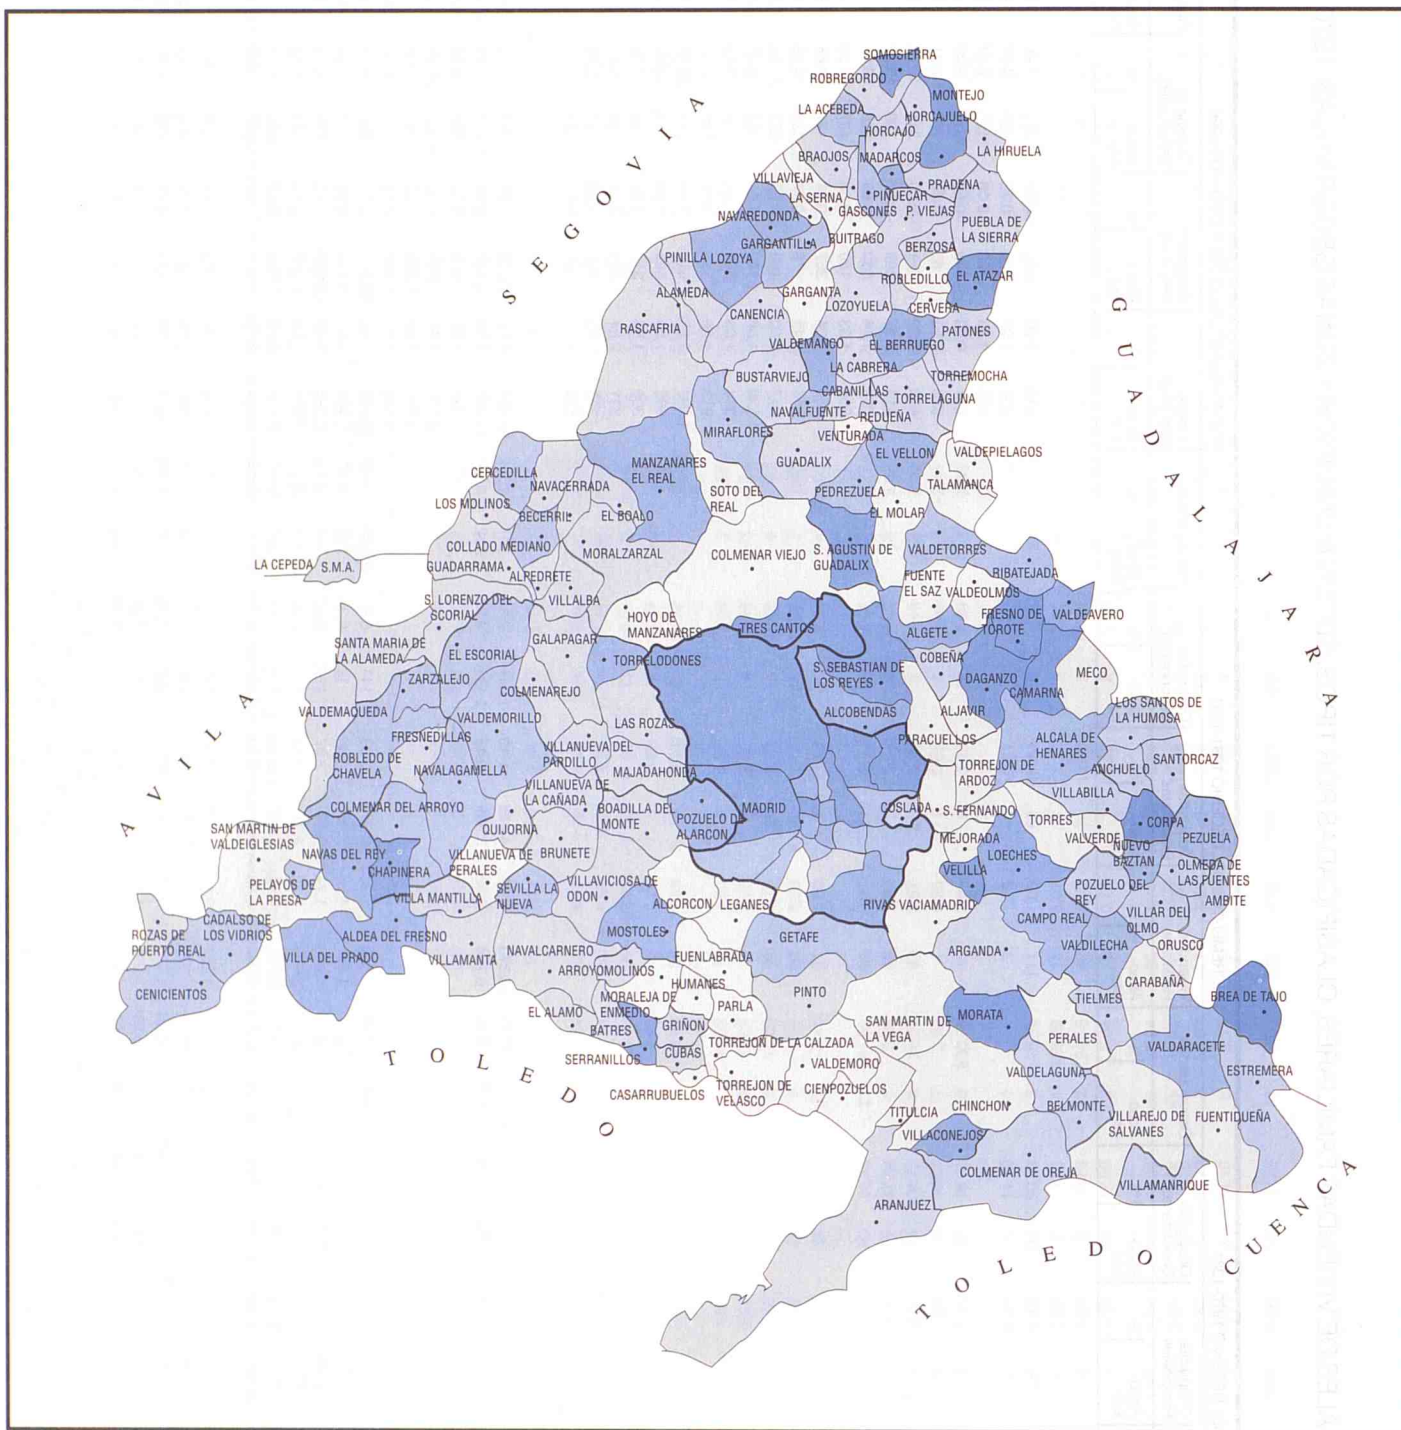 SOMOSIERRA
ROBREGORDO
MONTEJO
LA ACEBEDA
HORCAJUELO
HORCAJO
LA HIRUELA
BRAOJOS
MADARCOS
VILLAVIEJA
PRADENA
LA SERNA
PIÑUECAR
GASCONES
P. VIEJAS
NAVAREDONDA
PUEBLA DE
LA SIERRA
GARGANTILLA
BUITRAGO
BERZOSA
PINILLA
LOZOYA
ROBLEDILLO
EL ATAZAR
ALAMEDA
GARGANTA
LOZOYUELA
CERVERA
CANENCIA
RASCAFRIA
PATONES
VALDEMANCO
EL BERRUEGO
LA CABRERA
BUSTARVIEJO
TORREMOCHA
CABANILLAS
TORRELAGUNA
NAVALFUENTE
REDUEÑA
MIRAFLORES
VENTURADA
GUADALIX
EL VELLON
VALDEPIELAGOS
MANZANARES
EL REAL
CERCEDILLA
NAVACERRADA
SOTO DEL
REAL
PEDREZUELA
TALAMANCA
LOS MOLINOS
BECERRIL
EL BOALO
EL MOLAR
COLLADO MEDIANO
MORALZARZAL
COLMENAR VIEJO
S. AGUSTIN DE
GUADALIX
VALDETORRES
LA CEPEDA
S.M.A.
GUADARRAMA
ALPEDRETE
FUENTE
EL SAZ
RIBATEJADA
VALDEOLMOS
VILLALBA
S. LORENZO DEL
SCORIAL
HOYO DE
MANZANARES
FRESNO DE
TOROTE
VALDEAVERO
TRES CANTOS
ALGETE
SANTA MARIA DE
LA ALAMEDA
GALAPAGAR
EL ESCORIAL
TORRELODONES
COBEÑA
S. SEBASTIAN DE
LOS REYES
MECO
ZARZALEJO
DAGANZO
CAMARNA
COLMENAREJO
ALCOBENDAS
AJALVIR
LOS SANTOS DE
LA HUMOSA
VALDEMAQUEDA
VALDEMORILLO
LAS ROZAS
PARACUELLOS
FRESNEDILLAS
ALCALA DE
HENARES
VILLANUEVA DEL
PARDILLO
ROBLEDO DE
CHAVELA
SANTORCAZ
TORREJON DE
ARDOZ
NAVALAGAMELLA
MAJADAHONDA
ANCHUELO
VILLANUEVA DE
LA CAÑADA
VILLABILLA
COLMENAR DEL ARROYO
BOADILLA DEL
MONTE
MADRID
COSLADA
S. FERNANDO
POZUELO DE
ALARCON
TORRES
CORPA
SAN MARTIN DE
VALDEIGLESIAS
QUIJORNA
VALVERDE
PEZUELA
MEJORADA
NUEVO
BAZTAN
NAVAS DEL REY
VILLANUEVA DE
PERALES
BRUNETE
LOECHES
CHAPINERA
VELILLA
OLMEDA DE
LAS FUENTES
PELAYOS DE
LA PRESA
SEVILLA LA
NUEVA
VILLAVICIOSA DE
ODON
POZUELO DEL
REY
VILLA MANTILLA
ALCORCON
LEGANES
RIVAS VACIAMADRID
AMBITE
CADALSO DE
LOS VIDRIOS
CAMPO REAL
VILLAR DEL
OLMO
ROZAS DE
PUERTO REAL
ALDEA DEL FRESNO
MOSTOLES
GETAFE
VALDILECHA
ORUSCO
VILLA DEL PRADO
VILLAMANTA
NAVALCARNERO
ARGANDA
FUENLABRADA
ARROYOMOLINOS
CARABAÑA
CENICIENTOS
HUMANES
PINTO
TIELMES
BREA DE TAJO
MORALEJA DE
ENMEDIO
PARLA
EL ALAMO
MORATA
SAN MARTIN DE
LA VEGA
BATRES
GRIÑON
PERALES
VALDARACETE
TORREJON DE LA CALZADA
SERRANILLOS
CUBAS
VALDEMORO
VALDELAGUNA
ESTREMERA
CASARRUBUELOS
TORREJON DE
VELASCO
CIENPOZUELOS
CHINCHON
BELMONTE
TITULCIA
VILLAREJO DE
SALVANES
FUENTIDUEÑA
VILLACONEJOS
COLMENAR DE OREJA
VILLAMANRIQUE
ARANJUEZ
SEGOVIA
GUADALAJARA
AVILA
TOLEDO
TOLEDO
CUENCA